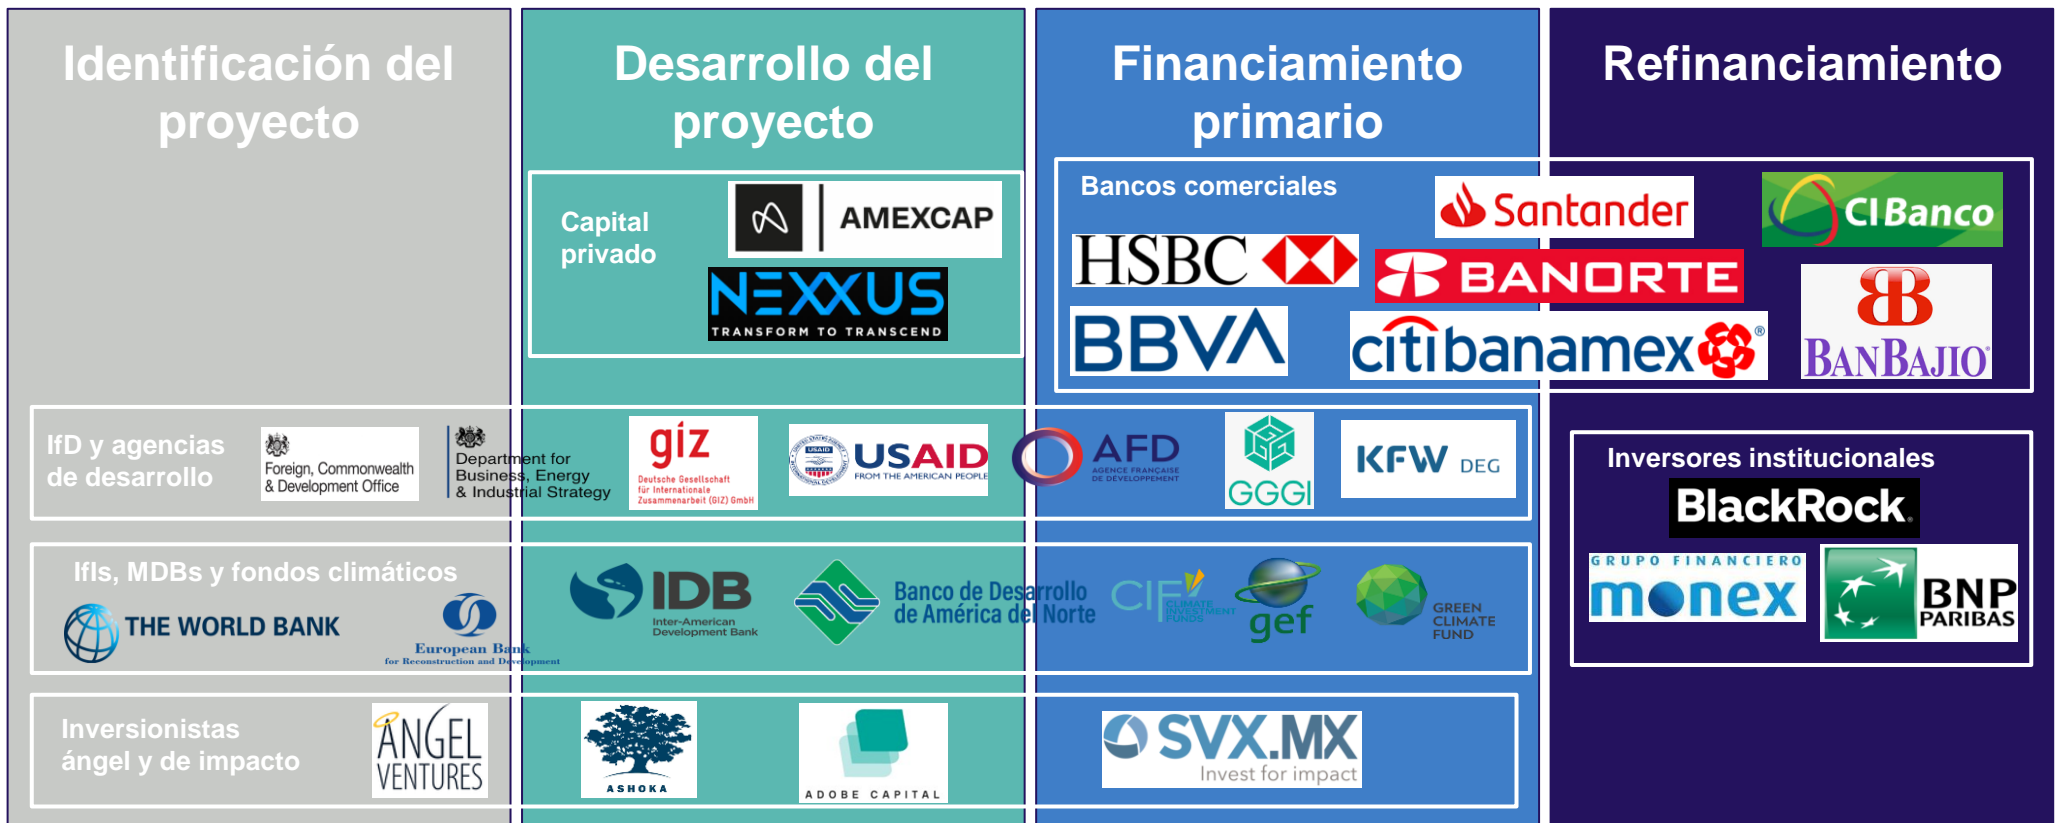 Identificación del
proyecto
Desarrollo del
proyecto
Financiamiento
primario
Refinanciamiento
Capital
privado
AMEXCAP
NEXXUS
TRANSFORM TO TRANSCEND
Bancos comerciales
Santander
CIBanco
HSBC
BANORTE
BBVA
citibanamex
BANBAJIO
IfD y agencias
de desarrollo
Foreign, Commonwealth
& Development Office
Department for
Business, Energy
& Industrial Strategy
giz
Deutsche Gesellschaft
für Internationale
Zusammenarbeit (GIZ) GmbH
USAID
USAID
FROM THE AMERICAN PEOPLE
AFD
AGENCE FRANÇAISE
DE DÉVELOPPEMENT
GGGI
KFW DEG
Inversores institucionales
BlackRock
GRUPO FINANCIERO
monex
BNP
PARIBAS
IfIs, MDBs y fondos climáticos
THE WORLD BANK
European Bank
for Reconstruction and Development
IDB
Inter-American
Development Bank
Banco de Desarrollo
de América del Norte
CIF
CLIMATE
INVESTMENT
FUNDS
gef
GREEN
CLIMATE
FUND
Inversionistas
ángel y de impacto
ANGEL
VENTURES
ASHOKA
ADOBE CAPITAL
SVX.MX
Invest for impact